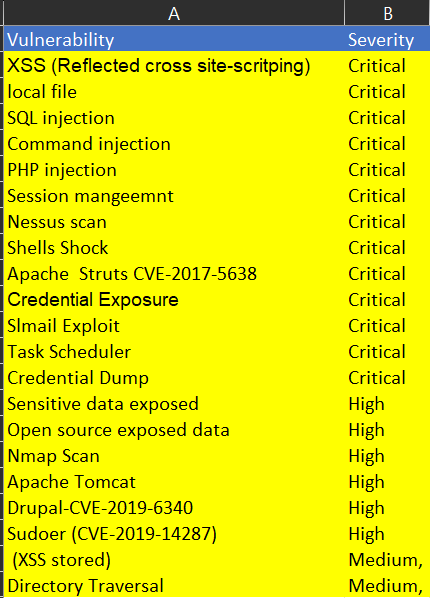 A B
Vulnerability Severity
XSS (Reflected cross site-scritping) Critical
local file Critical
SQL injection Critical
Command injection Critical
PHP injection Critical
Session mangeemnt Critical
Nessus scan Critical
Shells Shock Critical
Apache  Struts CVE-2017-5638 Critical
Credential Exposure Critical
Slmail Exploit Critical
Task Scheduler Critical
Credential Dump Critical
Sensitive data exposed High
Open source exposed data High
Nmap Scan High
Apache Tomcat High
Drupal-CVE-2019-6340 High
Sudoer (CVE-2019-14287) High
(XSS stored) Medium,
Directory Traversal Medium,